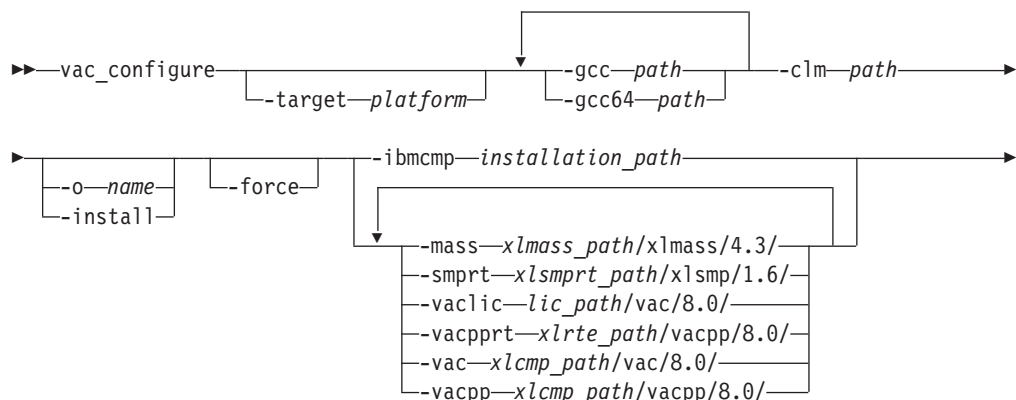 vac_configure -gcc path -clm path
-target platform -gcc64 path
-ibmcmp installation_path
-o name -force
-install
-mass xlmass_path/xlmass/4.3/
-smprt xlsmprt_path/xlsmp/1.6/
-vaclic lic_path/vac/8.0/
-vacpprt xlrte_path/vacpp/8.0/
-vac xlcmp_path/vac/8.0/
-vacpp xlcmp_path/vacpp/8.0/